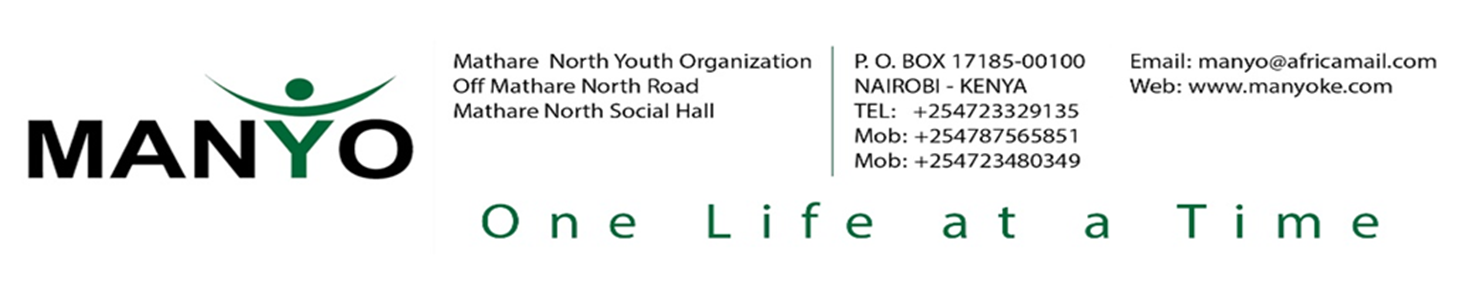 MANYO
Mathare North Youth Organization
Off Mathare North Road
Mathare North Social Hall
P. O. BOX 17185-00100
NAIROBI - KENYA
TEL: +254723329135
Mob: +254787565851
Mob: +254723480349
Email: manyo@africamail.com
Web: www.manyoke.com
One Life at a Time